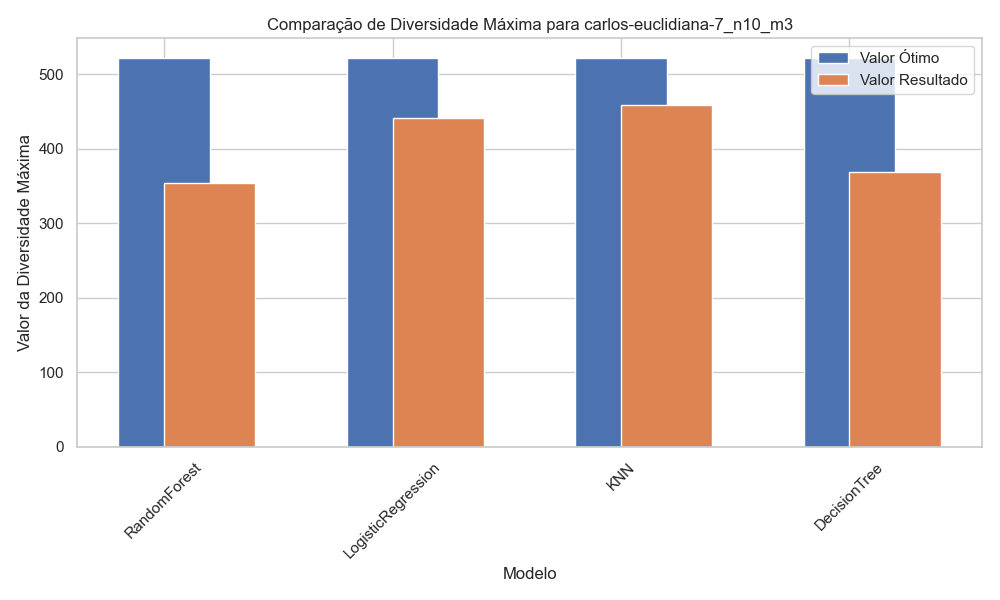 Comparação de Diversidade Máxima para carlos-euclidiana-7_n10_m3
Valor Ótimo
Valor Resultado
Valor da Diversidade Máxima
500
400
300
200
100
0
RandomForest
LogisticRegression
KNN
DecisionTree
Modelo